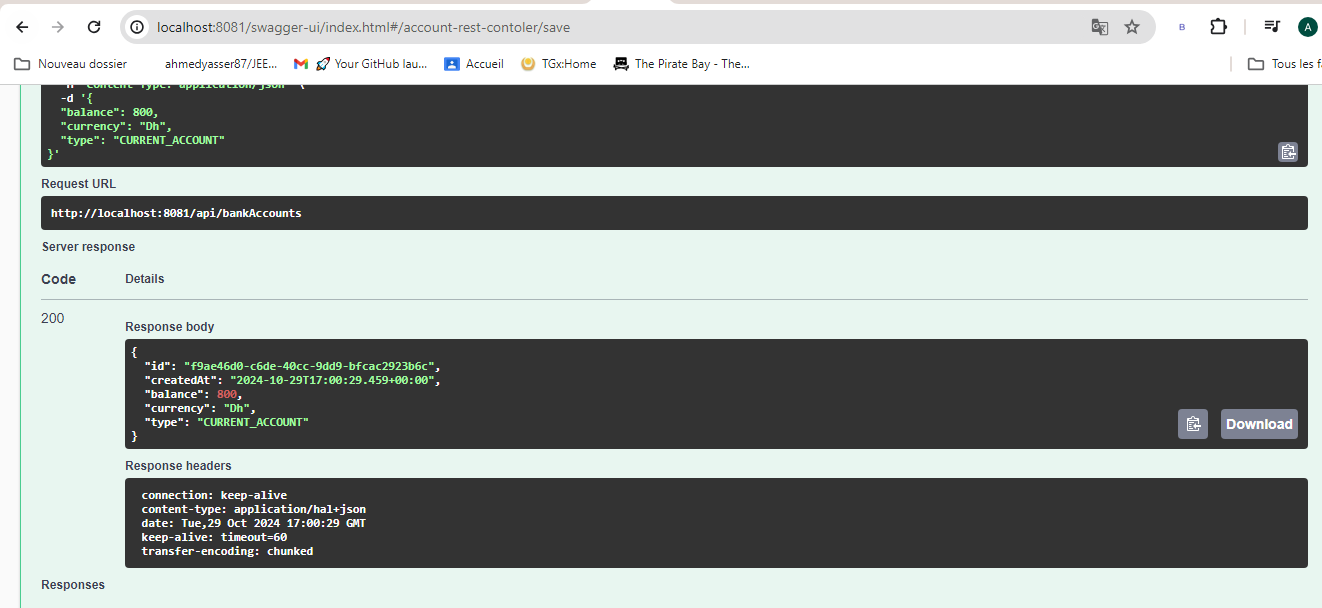 localhost:8081/swagger-ui/index.html#/account-rest-contoler/save
A
B
Nouveau dossier
ahmedyasser87/JEE...
Your GitHub lau...
Accueil
TGx:Home
The Pirate Bay - The...
Tous les f
-H 'Content-Type: application/json' \
-d '{
"balance": 800,
"currency": "Dh",
"type": "CURRENT_ACCOUNT"
}'
Request URL
http://localhost:8081/api/bankAccounts
Server response
Code
Details
200
Response body
{
"id": "f9ae46d0-c6de-40cc-9dd9-bfcac2923b6c",
"createdAt": "2024-10-29T17:00:29.459+00:00",
"balance": 800,
"currency": "Dh",
"type": "CURRENT_ACCOUNT"
}
Download
Response headers
connection: keep-alive
content-type: application/hal+json
date: Tue,29 Oct 2024 17:00:29 GMT
keep-alive: timeout=60
transfer-encoding: chunked
Responses